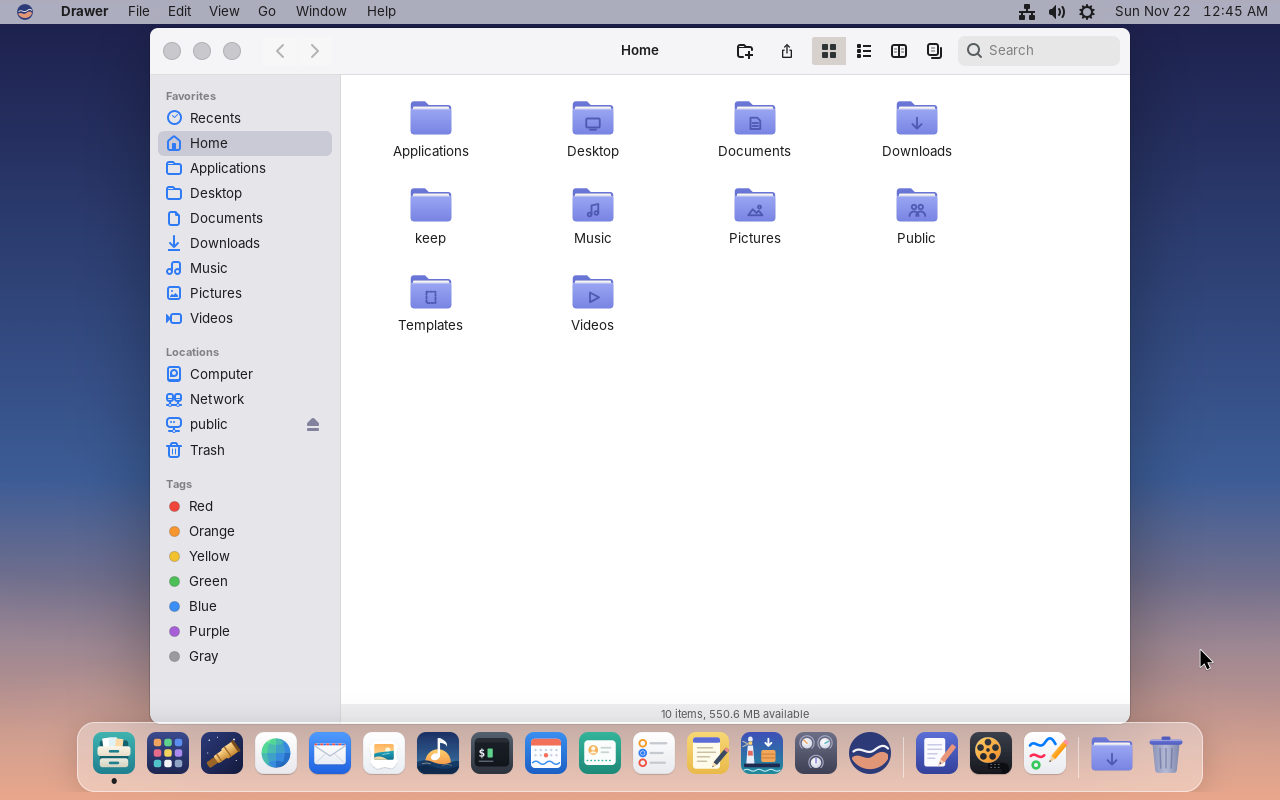 Drawer File Edit View Go Window Help Sun Nov 22 12:45 AM
Home
Search
Favorites
Recents
Home
Applications
Desktop
Documents
Downloads
Music
Pictures
Videos
Locations
Computer
Network
public
Trash
Tags
Red
Orange
Yellow
Green
Blue
Purple
Gray
Applications Desktop Documents Downloads
keep Music Pictures Public
Templates Videos
10 items, 550.6 MB available
$